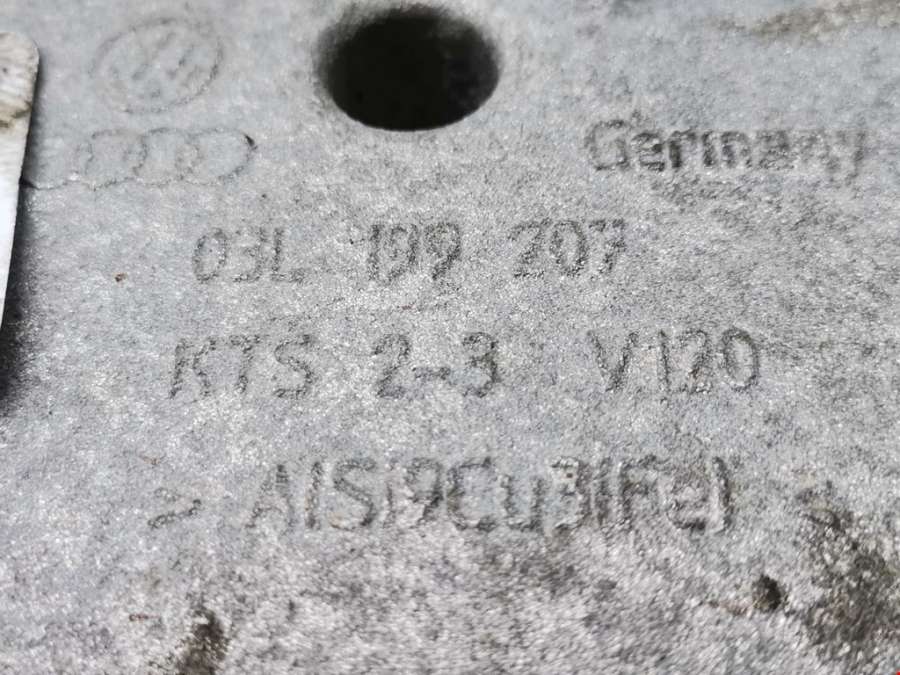 Germany
03L 199 207
KTS 2-3 V120
> AlSi9Cu3(Fe)